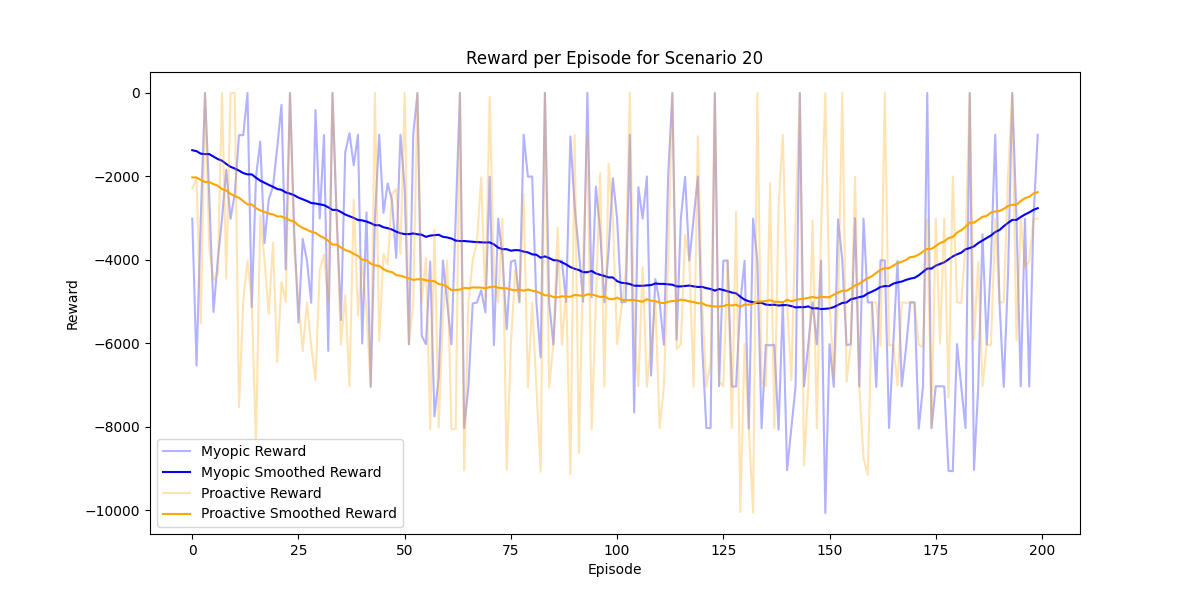 Reward per Episode for Scenario 20
Reward
0
−2000
−4000
−6000
−8000
−10000
Myopic Reward
Myopic Smoothed Reward
Proactive Reward
Proactive Smoothed Reward
0 25 50 75 100 125 150 175 200
Episode